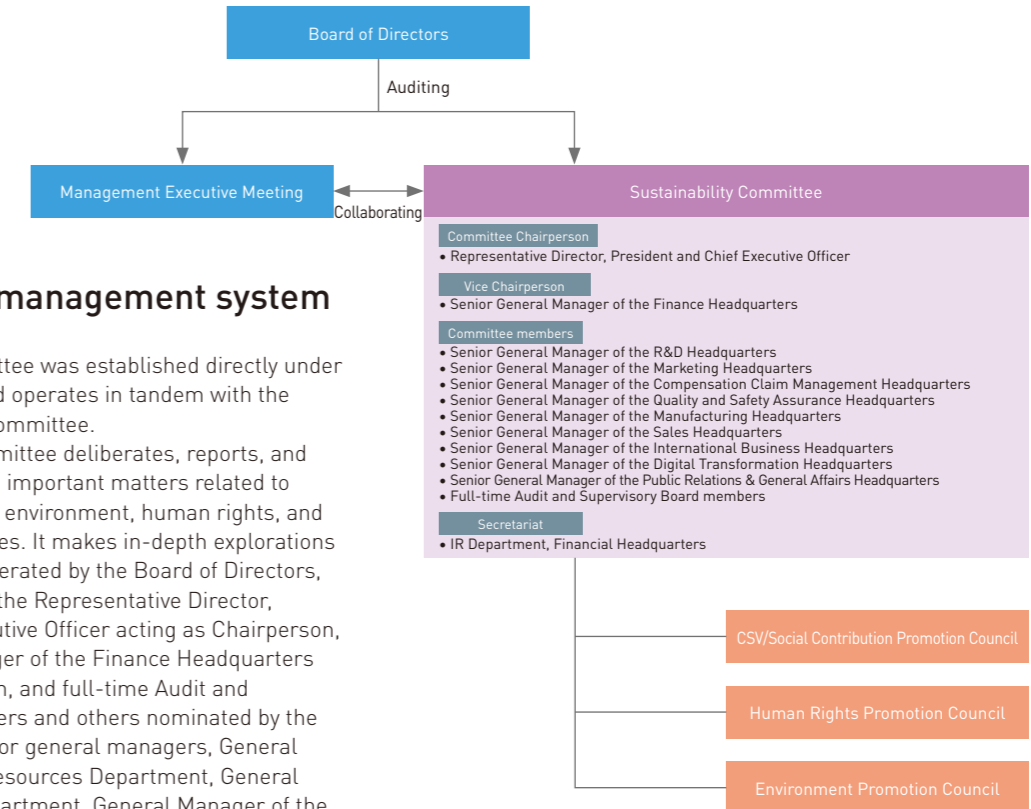 Board of Directors
Auditing
Management Executive Meeting
Collaborating
Sustainability Committee
Committee Chairperson
• Representative Director, President and Chief Executive Officer
Vice Chairperson
• Senior General Manager of the Finance Headquarters
Committee members
• Senior General Manager of the R&D Headquarters
• Senior General Manager of the Marketing Headquarters
• Senior General Manager of the Compensation Claim Management Headquarters
• Senior General Manager of the Quality and Safety Assurance Headquarters
• Senior General Manager of the Manufacturing Headquarters
• Senior General Manager of the Sales Headquarters
• Senior General Manager of the International Business Headquarters
• Senior General Manager of the Digital Transformation Headquarters
• Senior General Manager of the Public Relations & General Affairs Headquarters
• Full-time Audit and Supervisory Board members
Secretariat
• IR Department, Financial Headquarters
CSV/Social Contribution Promotion Council
Human Rights Promotion Council
Environment Promotion Council
management system
ttee was established directly under
d operates in tandem with the
ommittee.
mittee deliberates, reports, and
important matters related to
environment, human rights, and
es. It makes in-depth explorations
erated by the Board of Directors,
the Representative Director,
utive Officer acting as Chairperson,
ger of the Finance Headquarters
n, and full-time Audit and
ers and others nominated by the
or general managers, General
esources Department, General
artment, General Manager of the